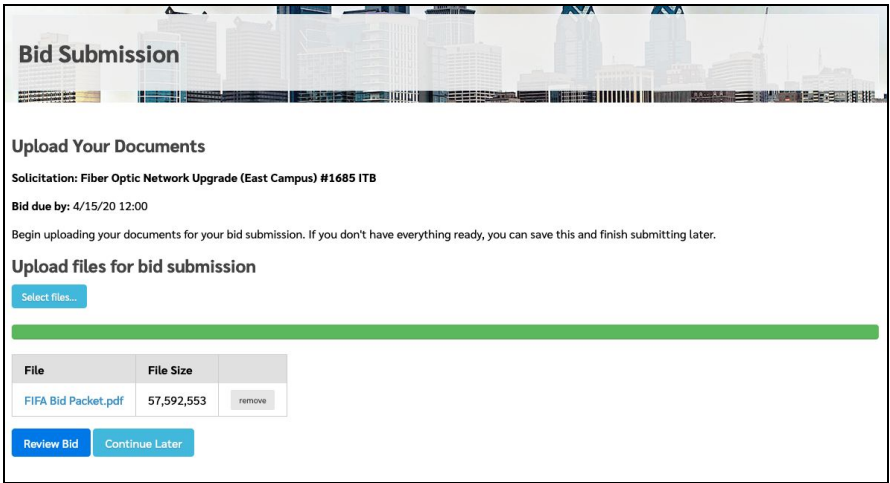 Bid Submission
Upload Your Documents
Solicitation: Fiber Optic Network Upgrade (East Campus) #1685 ITB
Bid due by: 4/15/20 12:00
Begin uploading your documents for your bid submission. If you don't have everything ready, you can save this and finish submitting later.
Upload files for bid submission
Select files...
File File Size
FIFA Bid Packet.pdf 57,592,553 remove
Review Bid Continue Later